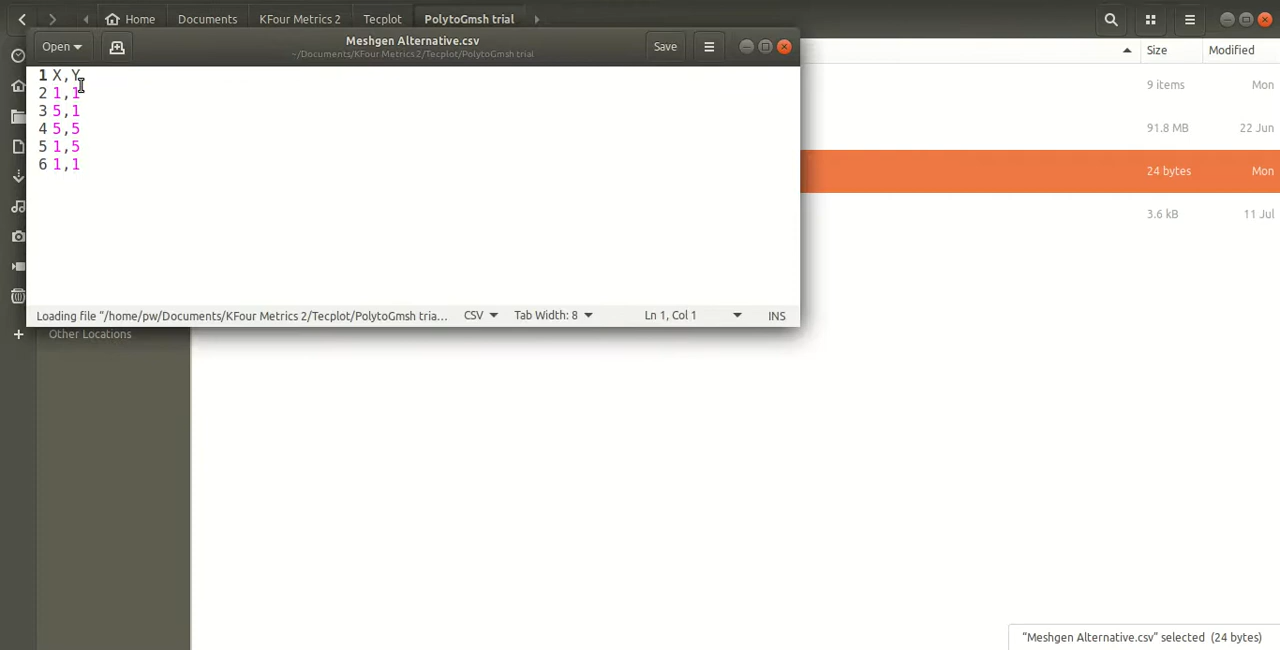 Home Documents KFour Metrics 2 Tecplot PolytoGmsh trial
Open Meshgen Alternative.csv Save
~/Documents/KFour Metrics 2/Tecplot/PolytoGmsh trial
Size Modified
1 X,Y
2 1,1
3 5,1
4 5,5
5 1,5
6 1,1
9 items Mon
91.8 MB 22 Jun
24 bytes Mon
3.6 kB 11 Jul
Loading file “/home/pw/Documents/KFour Metrics 2/Tecplot/PolytoGmsh tria... CSV Tab Width: 8 Ln 1, Col 1 INS
Other Locations
“Meshgen Alternative.csv” selected (24 bytes)